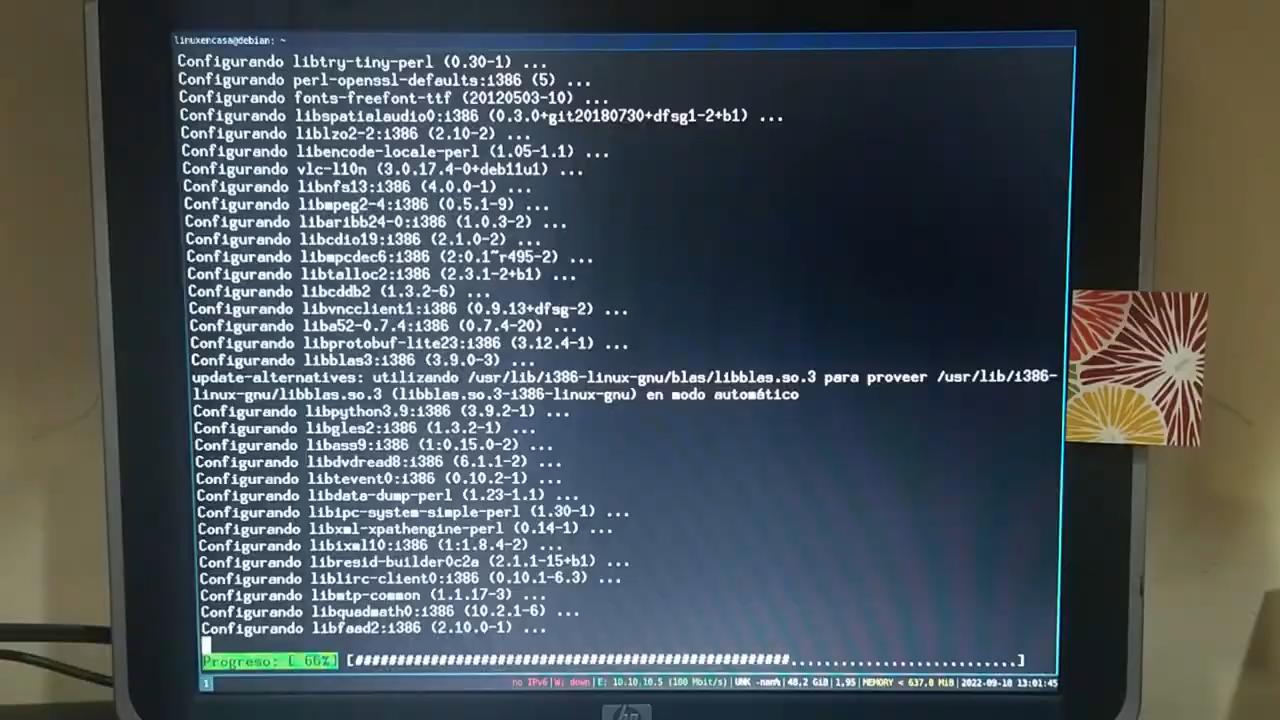 linuxencasa@debian: ~
Configurando libtry-tiny-perl (0.30-1) ...
Configurando perl-openssl-defaults:i386 (5) ...
Configurando fonts-freefont-ttf (20120503-10) ...
Configurando libspatialaudio0:i386 (0.3.0+git20180730+dfsg1-2+b1) ...
Configurando liblzo2-2:i386 (2.10-2) ...
Configurando libencode-locale-perl (1.05-1.1) ...
Configurando vlc-l10n (3.0.17.4-0+deb11u1) ...
Configurando libnfs13:i386 (4.0.0-1) ...
Configurando libmpeg2-4:i386 (0.5.1-9) ...
Configurando libaribb24-0:i386 (1.0.3-2) ...
Configurando libcdio19:i386 (2.1.0-2) ...
Configurando libmpcdec6:i386 (2:0.1~r495-2) ...
Configurando libtalloc2:i386 (2.3.1-2+b1) ...
Configurando libcddb2 (1.3.2-6) ...
Configurando libvncclient1:i386 (0.9.13+dfsg-2) ...
Configurando liba52-0.7.4:i386 (0.7.4-20) ...
Configurando libprotobuf-lite23:i386 (3.12.4-1) ...
Configurando libblas3:i386 (3.9.0-3) ...
update-alternatives: utilizando /usr/lib/i386-linux-gnu/blas/libblas.so.3 para proveer /usr/lib/i386-
linux-gnu/libblas.so.3 (libblas.so.3-i386-linux-gnu) en modo automático
Configurando libpython3.9:i386 (3.9.2-1) ...
Configurando libgles2:i386 (1.3.2-1) ...
Configurando libass9:i386 (1:0.15.0-2) ...
Configurando libdvdread8:i386 (6.1.1-2) ...
Configurando libtevent0:i386 (0.10.2-1) ...
Configurando libdata-dump-perl (1.23-1.1) ...
Configurando libipc-system-simple-perl (1.30-1) ...
Configurando libxml-xpathengine-perl (0.14-1) ...
Configurando libixml10:i386 (1:1.8.4-2) ...
Configurando libresid-builder0c2a (2.1.1-15+b1) ...
Configurando liblirc-client0:i386 (0.10.1-6.3) ...
Configurando libmtp-common (1.1.17-3) ...
Configurando libquadmath0:i386 (10.2.1-6) ...
Configurando libfaad2:i386 (2.10.0-1) ...
Progreso: [ 66%] [#####################################################............................]
1 no IPv6|W: down|E: 10.10.10.5 (100 Mbit/s)|UNK -nan%|48,2 GiB|1,95|MEMORY < 637,0 MiB|2022-09-10 13:01:45
hp